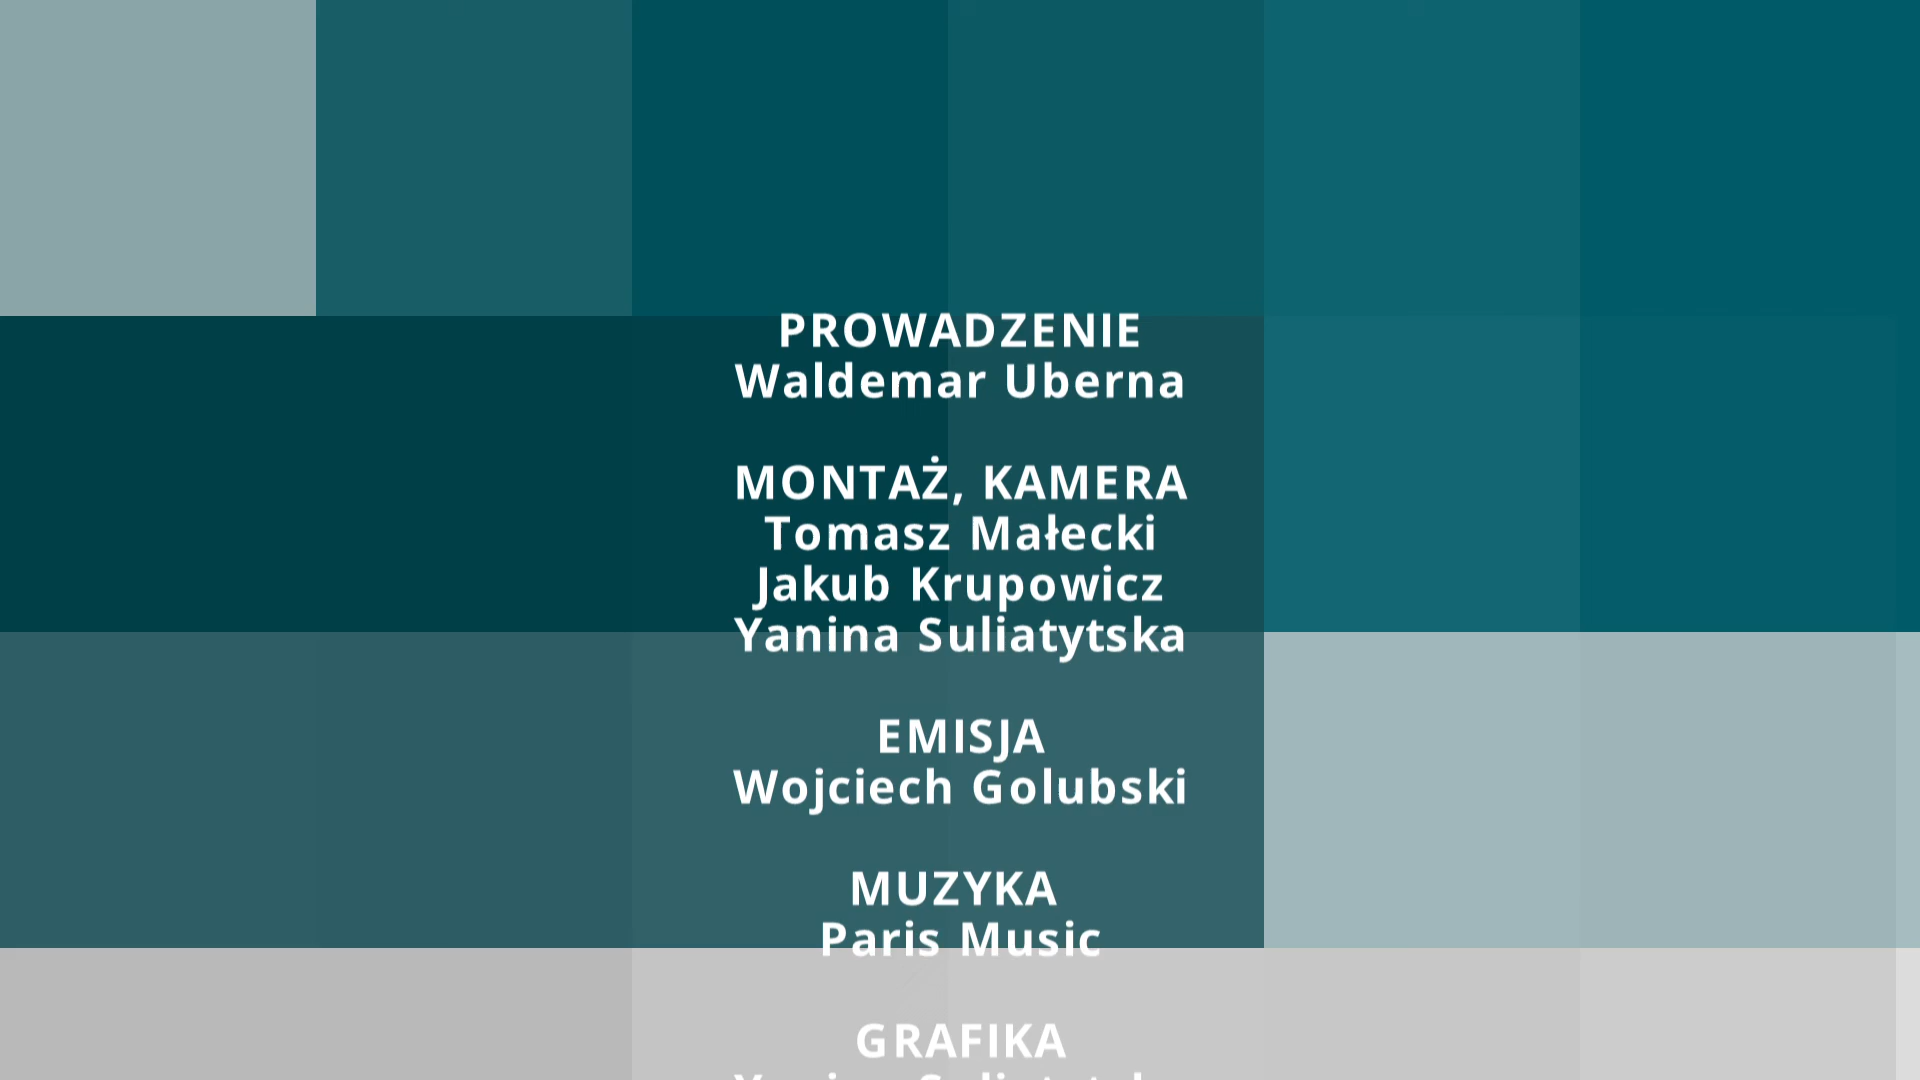 PROWADZENIE
Waldemar Uberna
MONTAŻ, KAMERA
Tomasz Małecki
Jakub Krupowicz
Yanina Suliatytska
EMISJA
Wojciech Golubski
MUZYKA
Paris Music
GRAFIKA